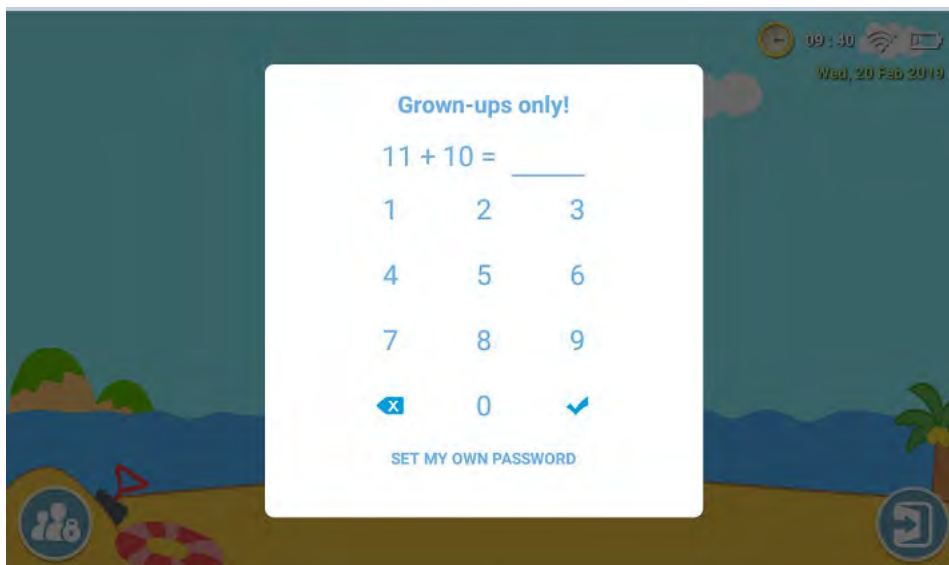 09:40
Wed, 20 Feb 2019
Grown-ups only!
11 + 10 = ____
1 2 3
4 5 6
7 8 9
X 0
SET MY OWN PASSWORD